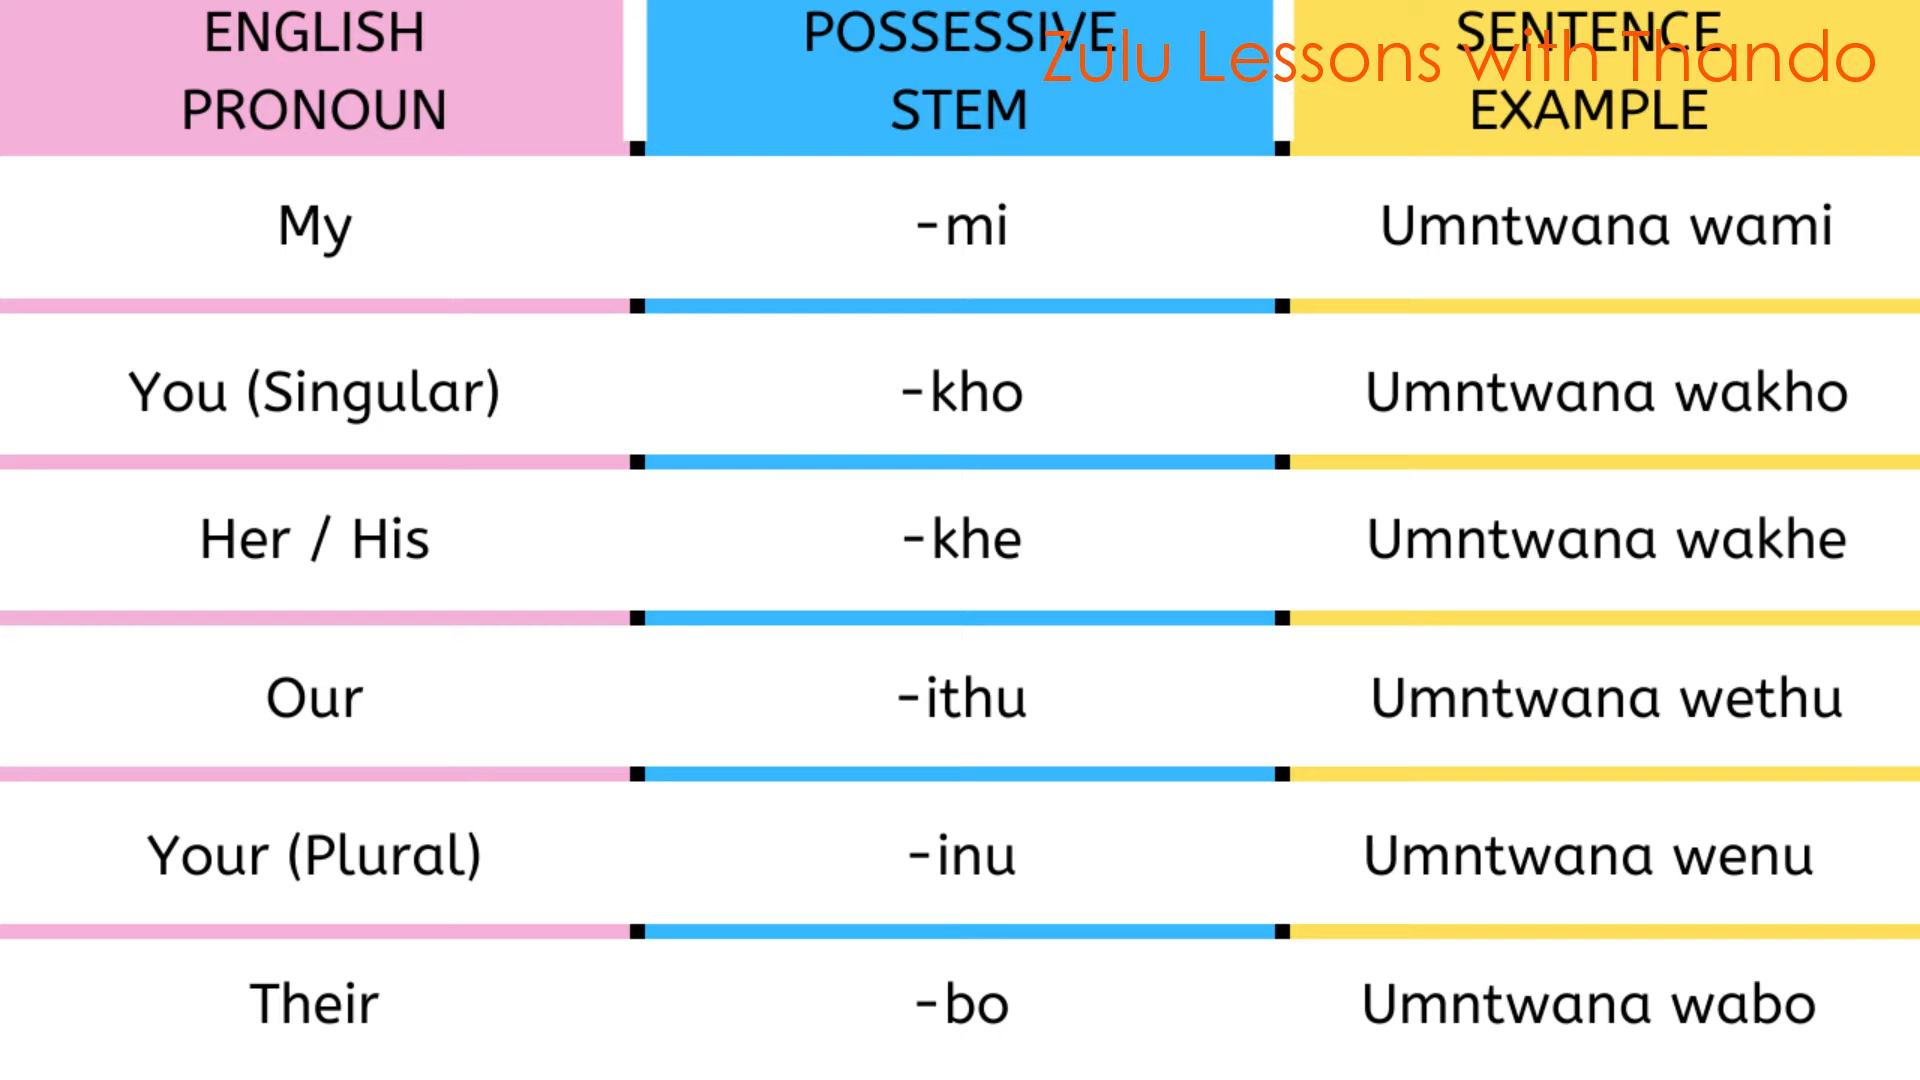 ENGLISH
PRONOUN
POSSESSIVE
STEM
SENTENCE
EXAMPLE
Zulu Lessons with Thando
My
-mi
Umntwana wami
You (Singular)
-kho
Umntwana wakho
Her / His
-khe
Umntwana wakhe
Our
-ithu
Umntwana wethu
Your (Plural)
-inu
Umntwana wenu
Their
-bo
Umntwana wabo